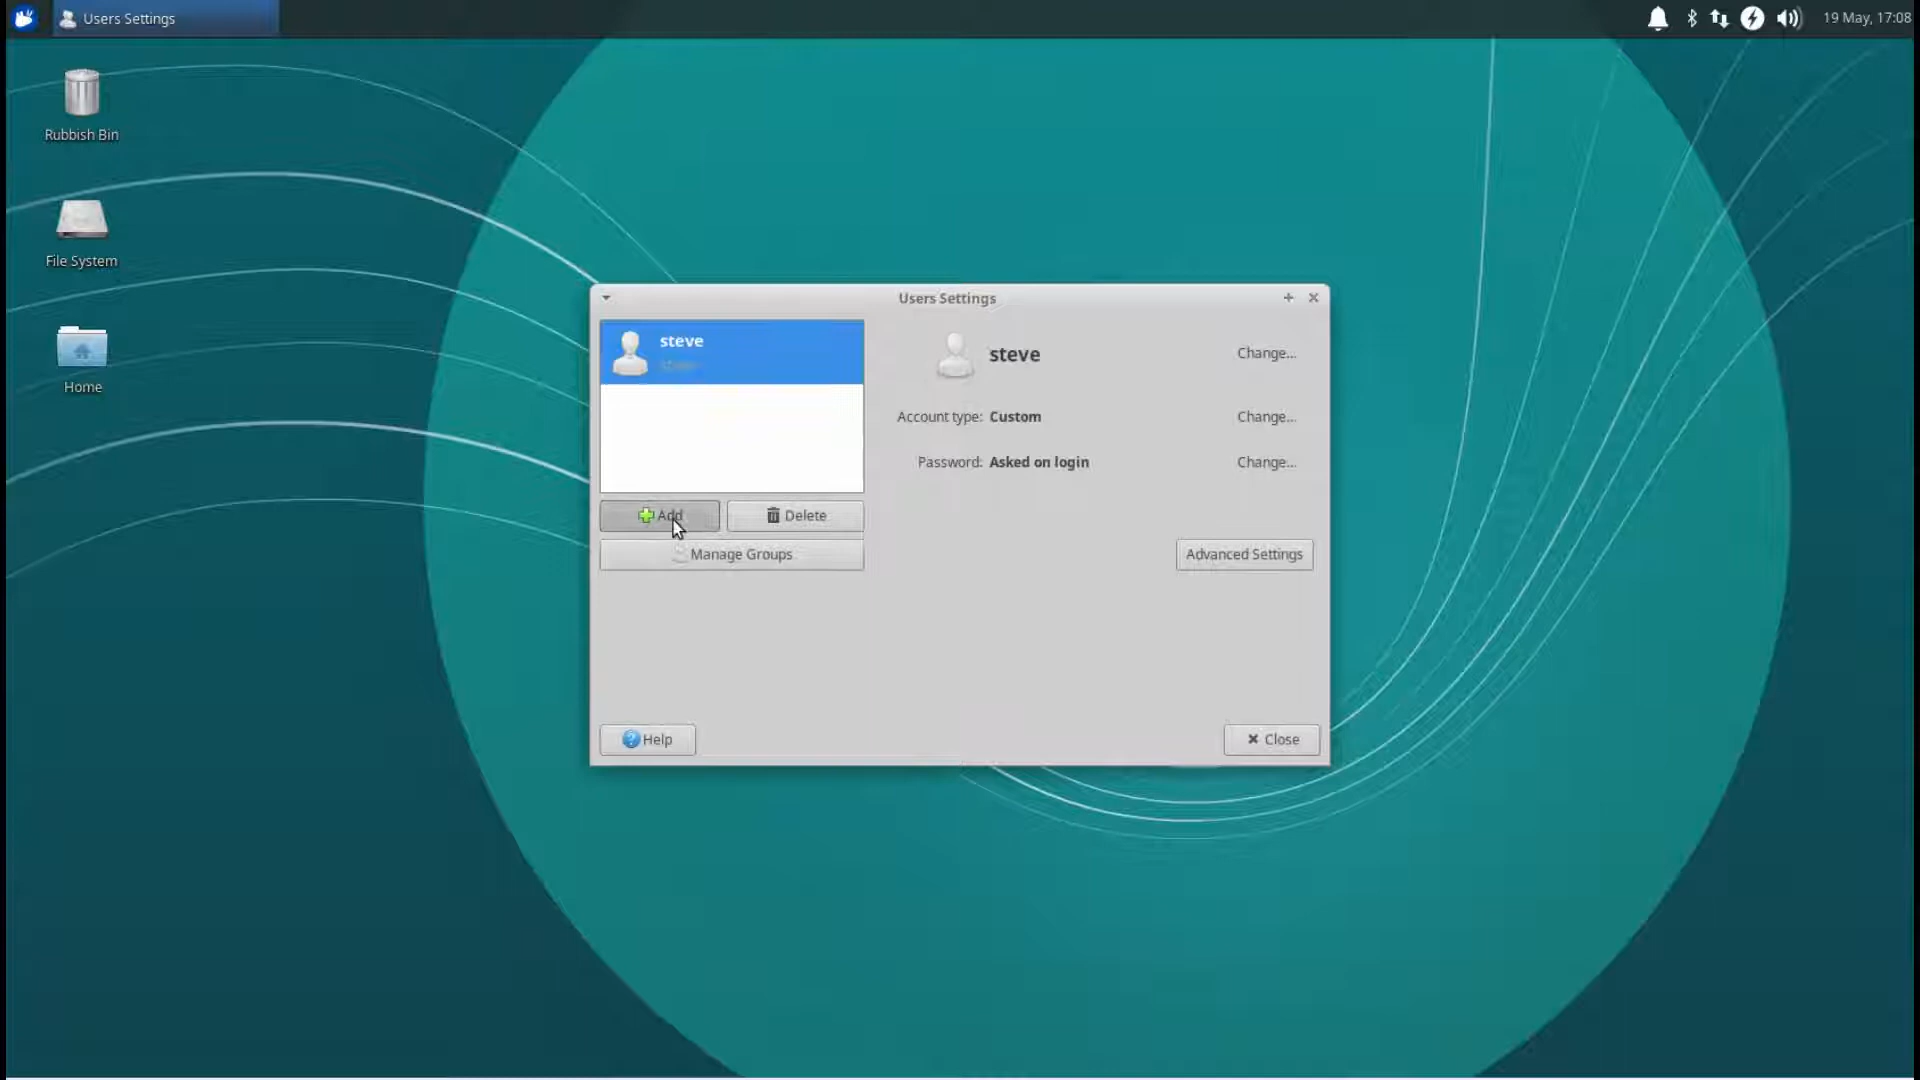 Users Settings
19 May, 17:08
Rubbish Bin
File System
Home
Users Settings
steve
steve
steve
Change...
Account type: Custom
Change...
Password: Asked on login
Change...
Add
Delete
Manage Groups
Advanced Settings
Help
Close